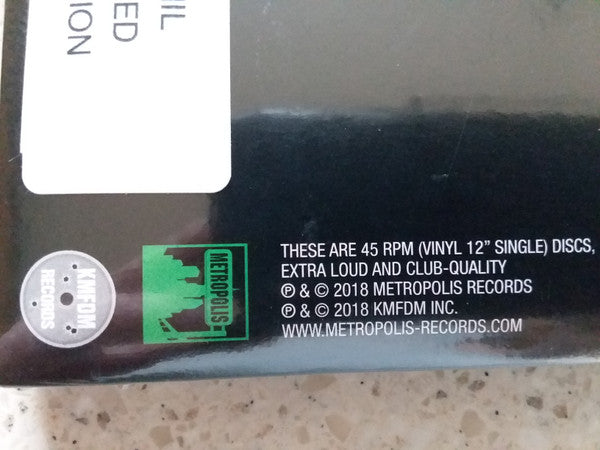 IIL
ED
ION
KMFDM
RECORDS
METROPOLIS
THESE ARE 45 RPM (VINYL 12” SINGLE) DISCS,
EXTRA LOUD AND CLUB-QUALITY
℗ & © 2018 METROPOLIS RECORDS
℗ & © 2018 KMFDM INC.
WWW.METROPOLIS-RECORDS.COM